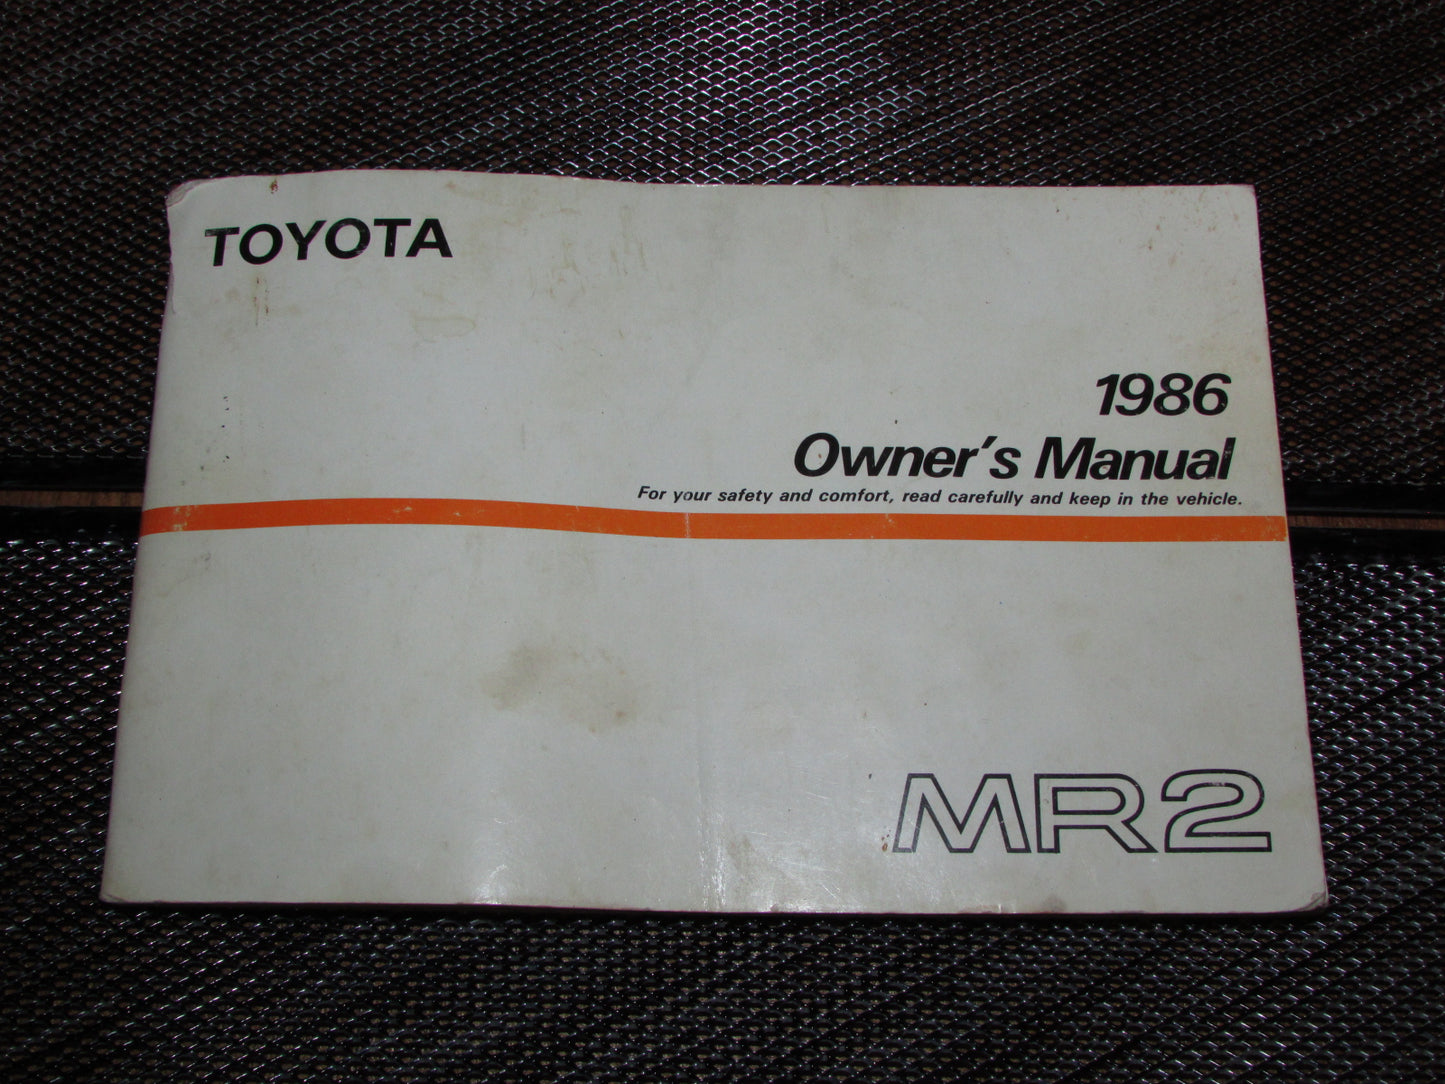 TOYOTA
1986
Owner's Manual
For your safety and comfort, read carefully and keep in the vehicle.
MR2